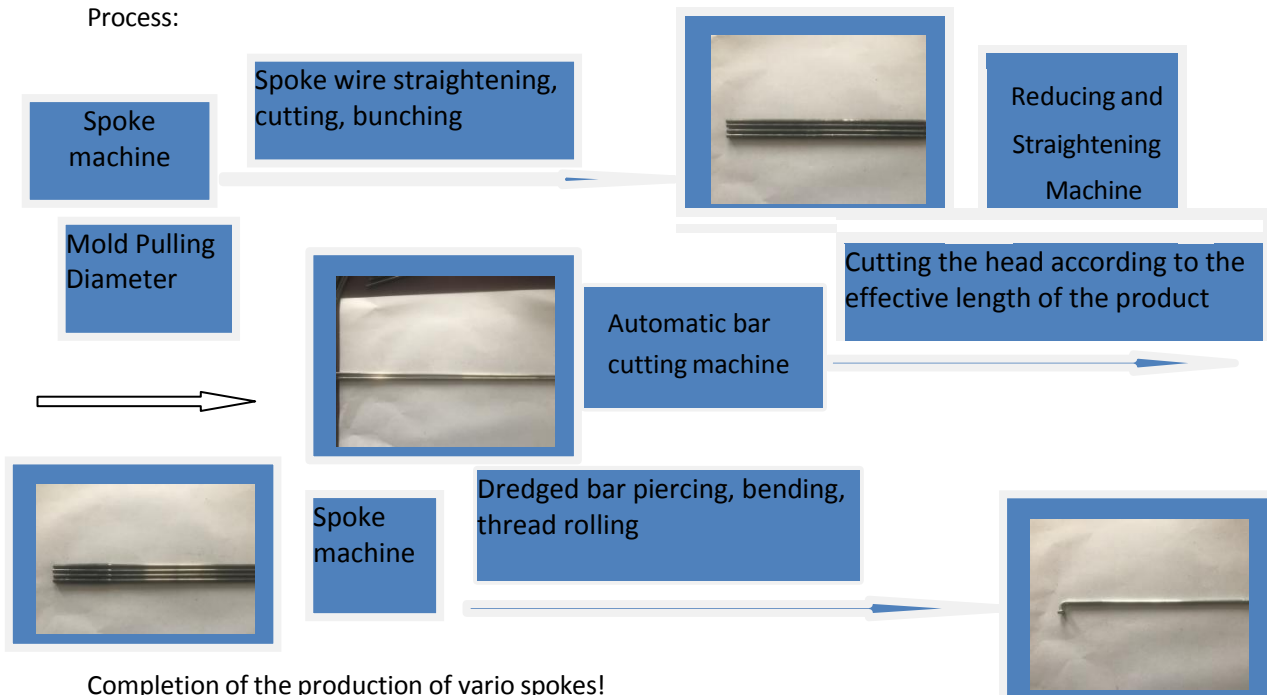 Process:
Spoke
machine
Spoke wire straightening,
cutting, bunching
Reducing and
Straightening
Machine
Mold Pulling
Diameter
Automatic bar
cutting machine
Cutting the head according to the
effective length of the product
Spoke
machine
Dredged bar piercing, bending,
thread rolling
Completion of the production of vario spokes!